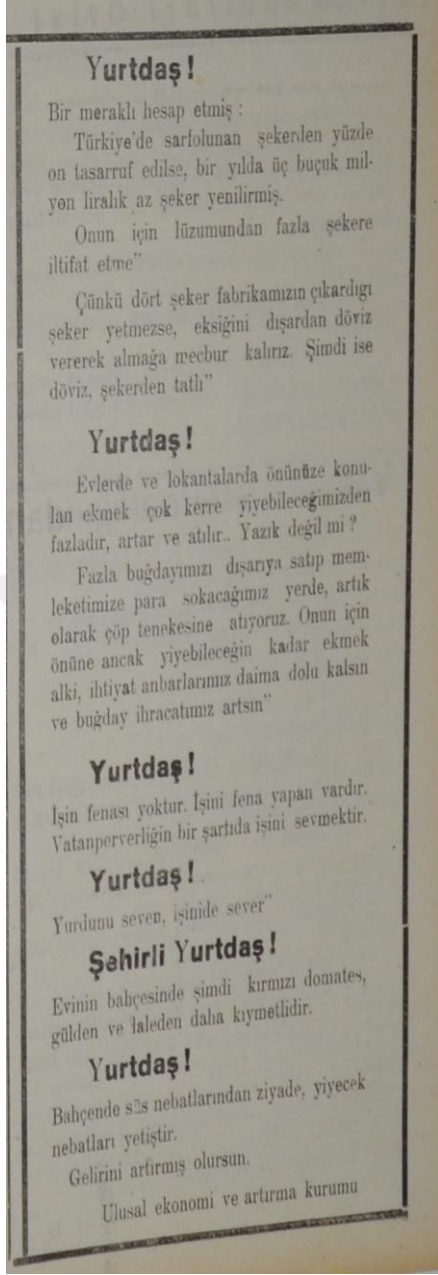 Yurtdaş!
Bir meraklı hesap etmiş :
Türkiye'de sarfolunan şekerden yüzde
on tasarruf edilse, bir yılda üç buçuk mil-
yon liralık az şeker yenilirmiş.
Onun için lüzumundan fazla şekere
iltifat etme"
Çünkü dört şeker fabrikamızın çıkardıgı
şeker yetmezse, eksiğini dışardan döviz
vererek almağa mecbur kalırız. Şimdi ise
döviz, şekerden tatlı"
Yurtdaş!
Evlerde ve lokantalarda önünüze konu-
lan ekmek çok kerre yiyebileceğimizden
fazladır, artar ve atılır.. Yazık değil mi ?
Fazla buğdayımızı dışarıya satıp mem-
leketimize para sokacağımız yerde, artık
olarak çöp tenekesine atıyoruz. Onun için
önüne ancak yiyebileceğin kadar ekmek
alki, ihtiyat anbarlarımız daima dolu kalsın
ve buğday ihracatımız artsın"
Yurtdaş!
İşin fenası yoktur. İşini fena yapan vardır.
Vatanperverliğin bir şartıda işini sevmektir.
Yurtdaş!
Yurdunu seven, işinide sever"
Şehirli Yurtdaş!
Evinin bahçesinde şimdi kırmızı domates,
gülden ve laleden daha kıymetlidir.
Yurtdaş!
Bahçende süs nebatlarından ziyade, yiyecek
nebatları yetiştir.
Gelirini artırmış olursun.
Ulusal ekonomi ve artırma kurumu